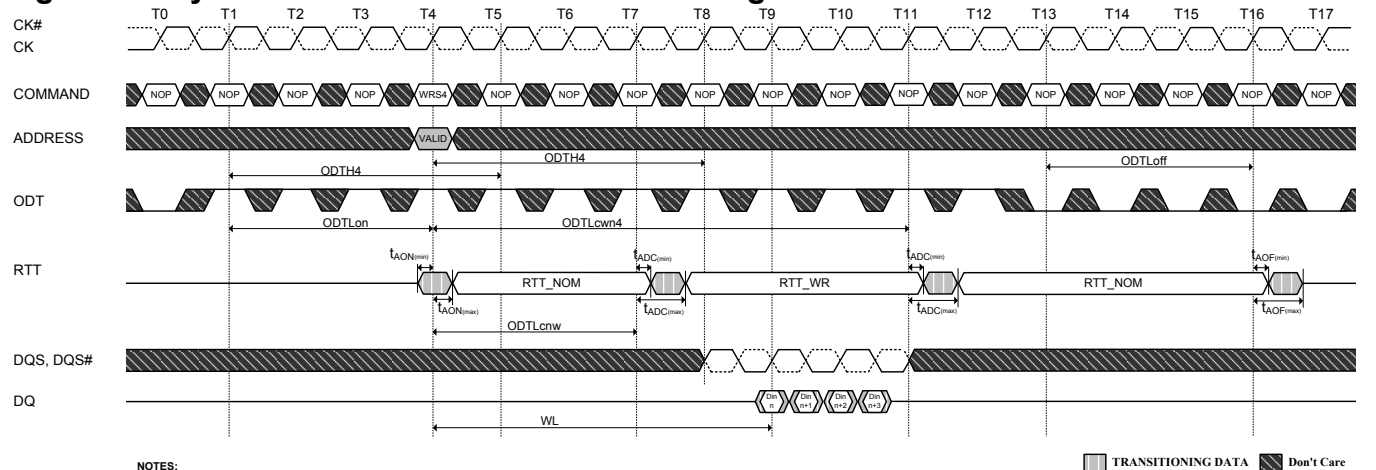 T0 T1 T2 T3 T4 T5 T6 T7 T8 T9 T10 T11 T12 T13 T14 T15 T16 T17
CK#
CK
COMMAND NOP NOP NOP NOP WRS4 NOP NOP NOP NOP NOP NOP NOP NOP NOP NOP NOP NOP NOP
ADDRESS VALID
ODTH4 ODTLoff
ODTH4
ODT
ODTLon ODTLcwn4
tAON(min) tADC(min) tADC(min) tAOF(min)
RTT RTT_NOM RTT_WR RTT_NOM
tAON(max) tADC(max) tADC(max) tAOF(max)
ODTLcnw
DQS, DQS#
DQ Din n Din n+1 Din n+2 Din n+3
WL
NOTES:
TRANSITIONING DATA Don't Care